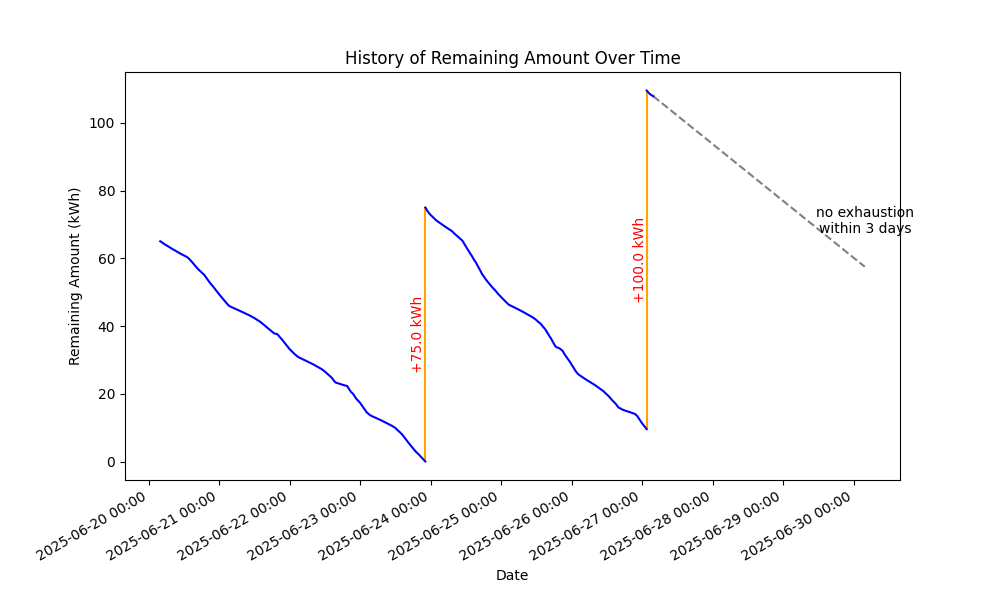 History of Remaining Amount Over Time
Remaining Amount (kWh)
100
80
60
40
20
0
+75.0 kWh
+100.0 kWh
no exhaustion
within 3 days
2025-06-20 00:00
2025-06-21 00:00
2025-06-22 00:00
2025-06-23 00:00
2025-06-24 00:00
2025-06-25 00:00
2025-06-26 00:00
2025-06-27 00:00
2025-06-28 00:00
2025-06-29 00:00
2025-06-30 00:00
Date